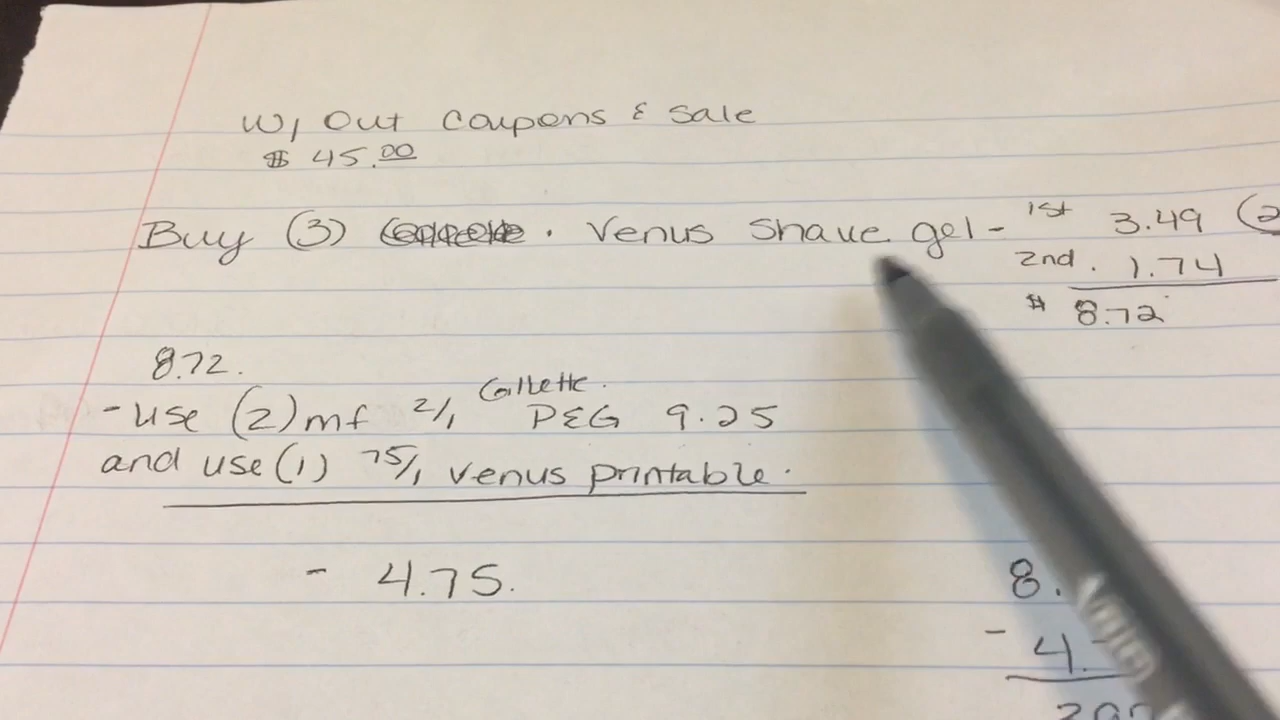 W/ Out Coupons & Sale
$ 45.00
Buy (3) . Venus Shave gel - 1st 3.49 (2
2nd . 1.74
$ 8.72
8.72.
Gillette.
- use (2) mf 2/1 P&G 9.25
and use (1) 75/1 venus printable.
- 4.75.
8.
- 4.